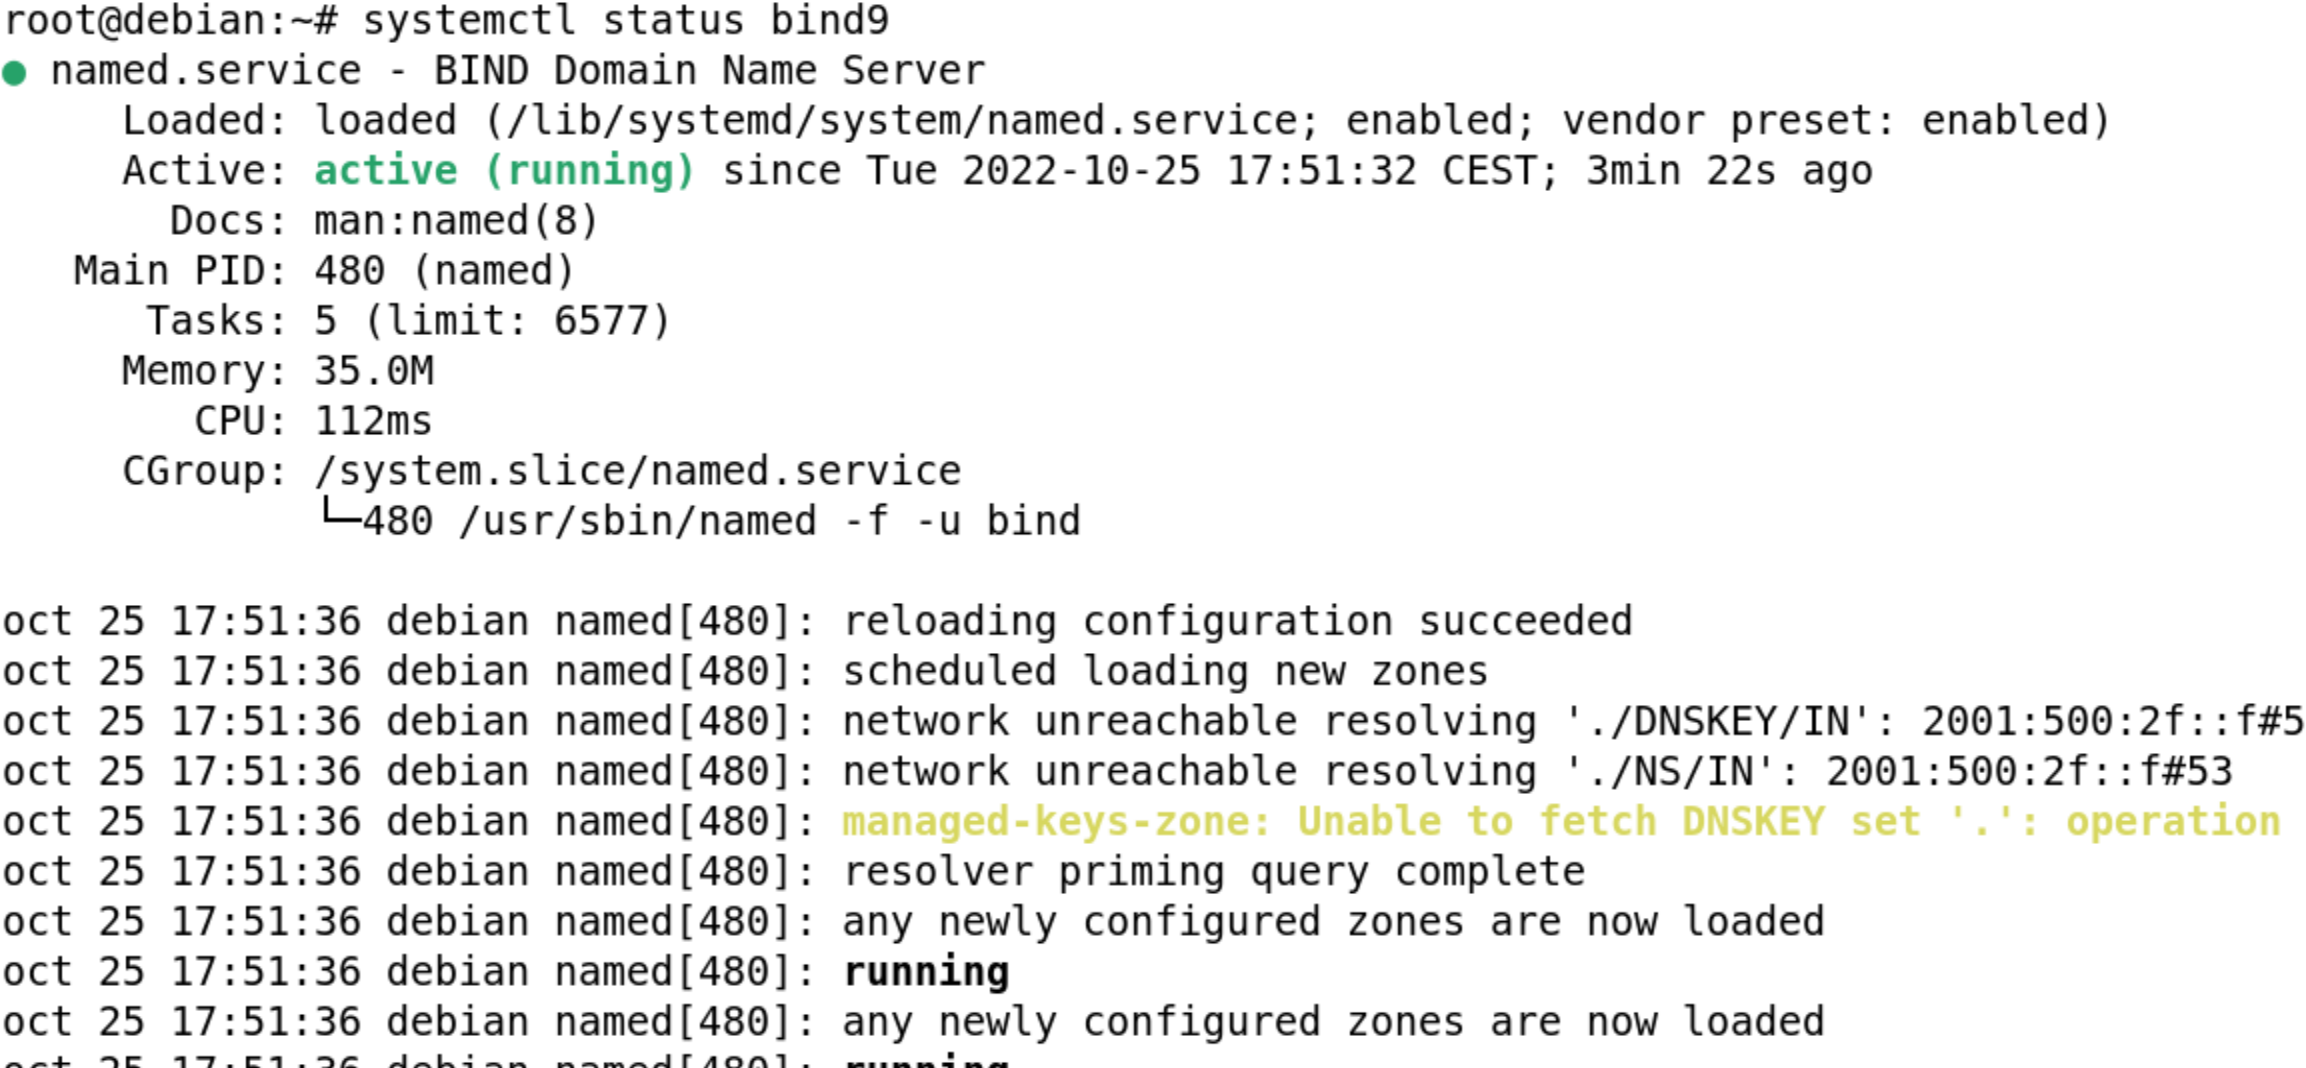 root@debian:~# systemctl status bind9
● named.service - BIND Domain Name Server
Loaded: loaded (/lib/systemd/system/named.service; enabled; vendor preset: enabled)
Active: active (running) since Tue 2022-10-25 17:51:32 CEST; 3min 22s ago
Docs: man:named(8)
Main PID: 480 (named)
Tasks: 5 (limit: 6577)
Memory: 35.0M
CPU: 112ms
CGroup: /system.slice/named.service
└─480 /usr/sbin/named -f -u bind
oct 25 17:51:36 debian named[480]: reloading configuration succeeded
oct 25 17:51:36 debian named[480]: scheduled loading new zones
oct 25 17:51:36 debian named[480]: network unreachable resolving './DNSKEY/IN': 2001:500:2f::f#5
oct 25 17:51:36 debian named[480]: network unreachable resolving './NS/IN': 2001:500:2f::f#53
oct 25 17:51:36 debian named[480]: managed-keys-zone: Unable to fetch DNSKEY set '.': operation
oct 25 17:51:36 debian named[480]: resolver priming query complete
oct 25 17:51:36 debian named[480]: any newly configured zones are now loaded
oct 25 17:51:36 debian named[480]: running
oct 25 17:51:36 debian named[480]: any newly configured zones are now loaded
oct 25 17:51:36 debian named[480]: running